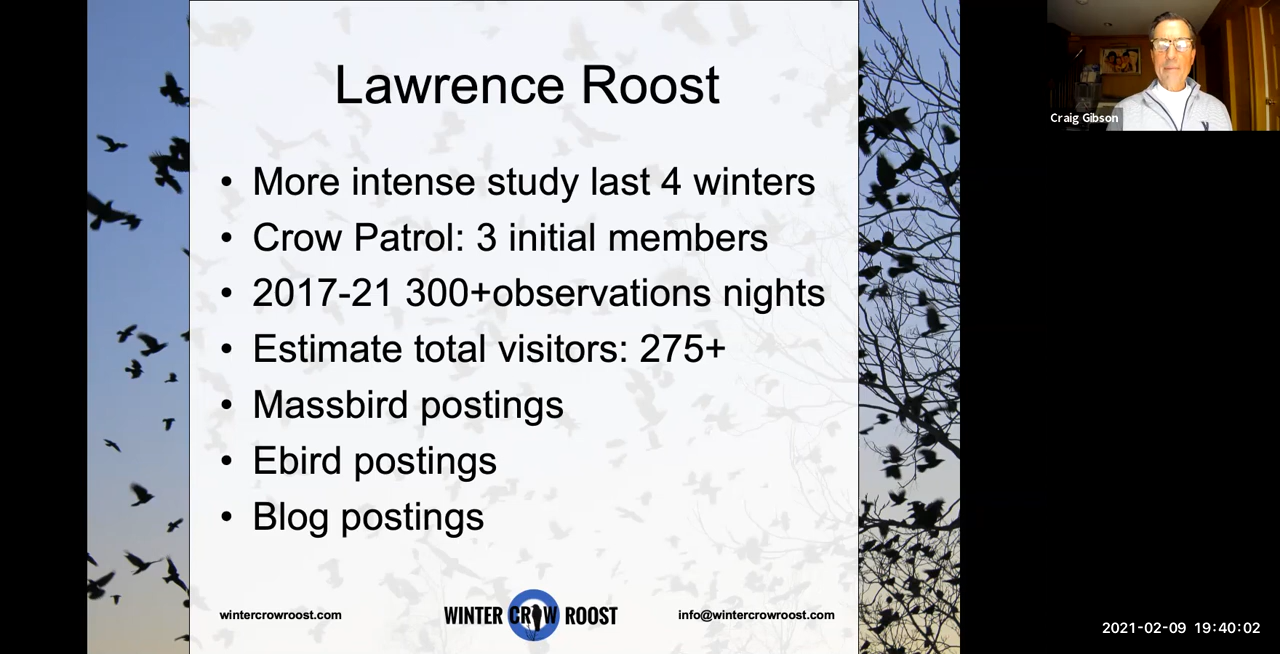 Lawrence Roost
• More intense study last 4 winters
• Crow Patrol: 3 initial members
• 2017-21 300+observations nights
• Estimate total visitors: 275+
• Massbird postings
• Ebird postings
• Blog postings
wintercrowroost.com
WINTER CROW ROOST
info@wintercrowroost.com
Craig Gibson
2021-02-09 19:40:02